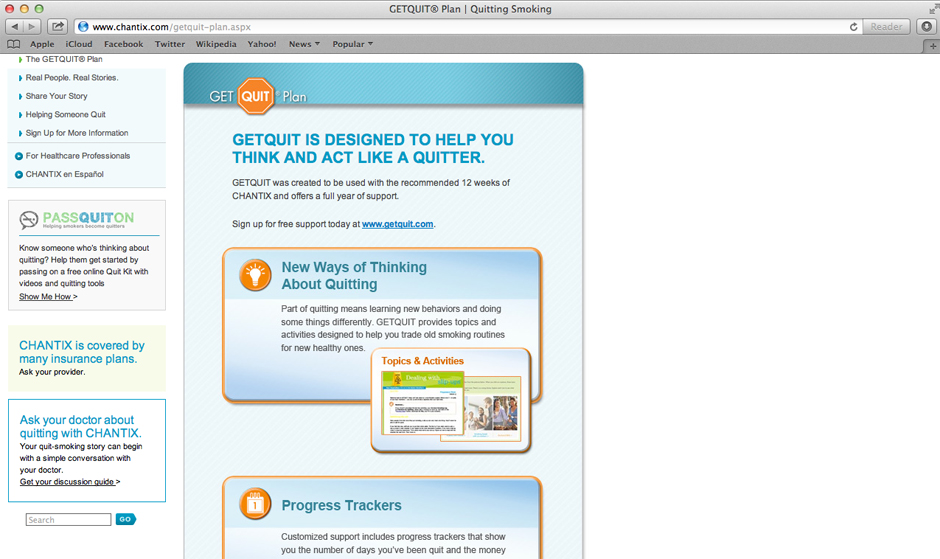 GETQUIT® Plan | Quitting Smoking
www.chantix.com/getquit-plan.aspx
Reader
Apple iCloud Facebook Twitter Wikipedia Yahoo! News Popular
The GETQUIT® Plan
Real People. Real Stories.
Share Your Story
Helping Someone Quit
Sign Up for More Information
For Healthcare Professionals
CHANTIX en Español
PASSQUITON
Helping smokers become quitters
Know someone who's thinking about
quitting? Help them get started by
passing on a free online Quit Kit with
videos and quitting tools
Show Me How >
CHANTIX is covered by
many insurance plans.
Ask your provider.
Ask your doctor about
quitting with CHANTIX.
Your quit-smoking story can begin
with a simple conversation with
your doctor.
Get your discussion guide >
Search GO
GET QUIT® Plan
GETQUIT IS DESIGNED TO HELP YOU
THINK AND ACT LIKE A QUITTER.
GETQUIT was created to be used with the recommended 12 weeks of
CHANTIX and offers a full year of support.
Sign up for free support today at www.getquit.com.
New Ways of Thinking
About Quitting
Part of quitting means learning new behaviors and doing
some things differently. GETQUIT provides topics and
activities designed to help you trade old smoking routines
for new healthy ones.
Topics & Activities
Dealing with
1
Progress Trackers
Customized support includes progress trackers that show
you the number of days you've been quit and the money